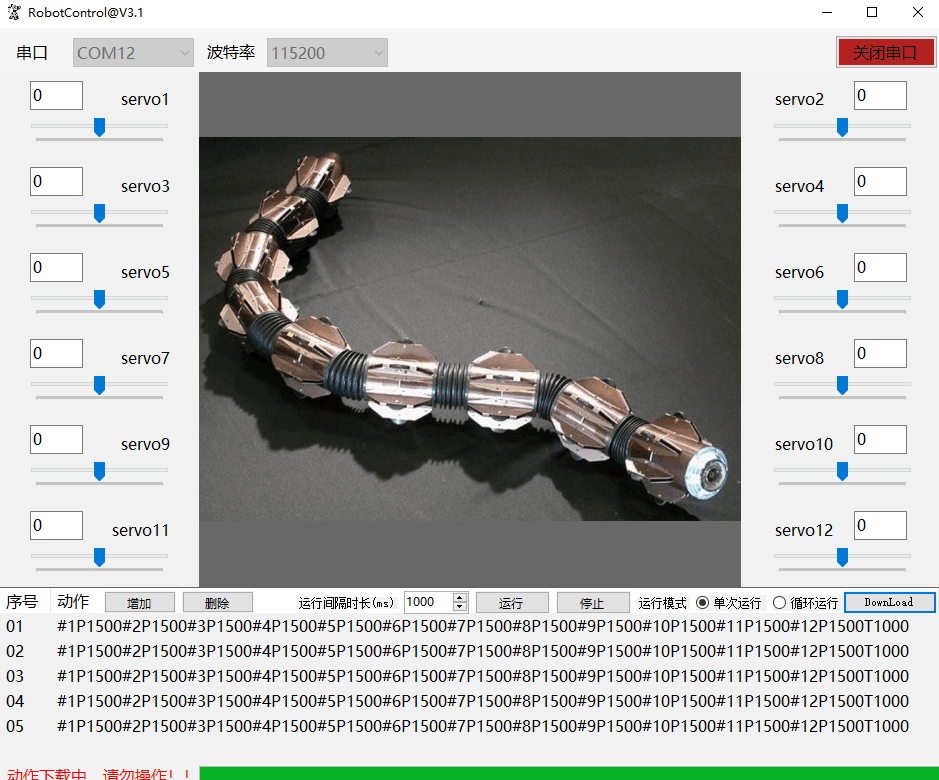 RobotControl@V3.1
串口 COM12 波特率 115200 关闭串口
0 servo1 servo2 0
0 servo3 servo4 0
0 servo5 servo6 0
0 servo7 servo8 0
0 servo9 servo10 0
0 servo11 servo12 0
序号 动作 增加 删除 运行间隔时长(ms) 1000 运行 停止 运行模式 单次运行 循环运行 DownLoad
01 #1P1500#2P1500#3P1500#4P1500#5P1500#6P1500#7P1500#8P1500#9P1500#10P1500#11P1500#12P1500T1000
02 #1P1500#2P1500#3P1500#4P1500#5P1500#6P1500#7P1500#8P1500#9P1500#10P1500#11P1500#12P1500T1000
03 #1P1500#2P1500#3P1500#4P1500#5P1500#6P1500#7P1500#8P1500#9P1500#10P1500#11P1500#12P1500T1000
04 #1P1500#2P1500#3P1500#4P1500#5P1500#6P1500#7P1500#8P1500#9P1500#10P1500#11P1500#12P1500T1000
05 #1P1500#2P1500#3P1500#4P1500#5P1500#6P1500#7P1500#8P1500#9P1500#10P1500#11P1500#12P1500T1000
动作下载中，请勿操作！！